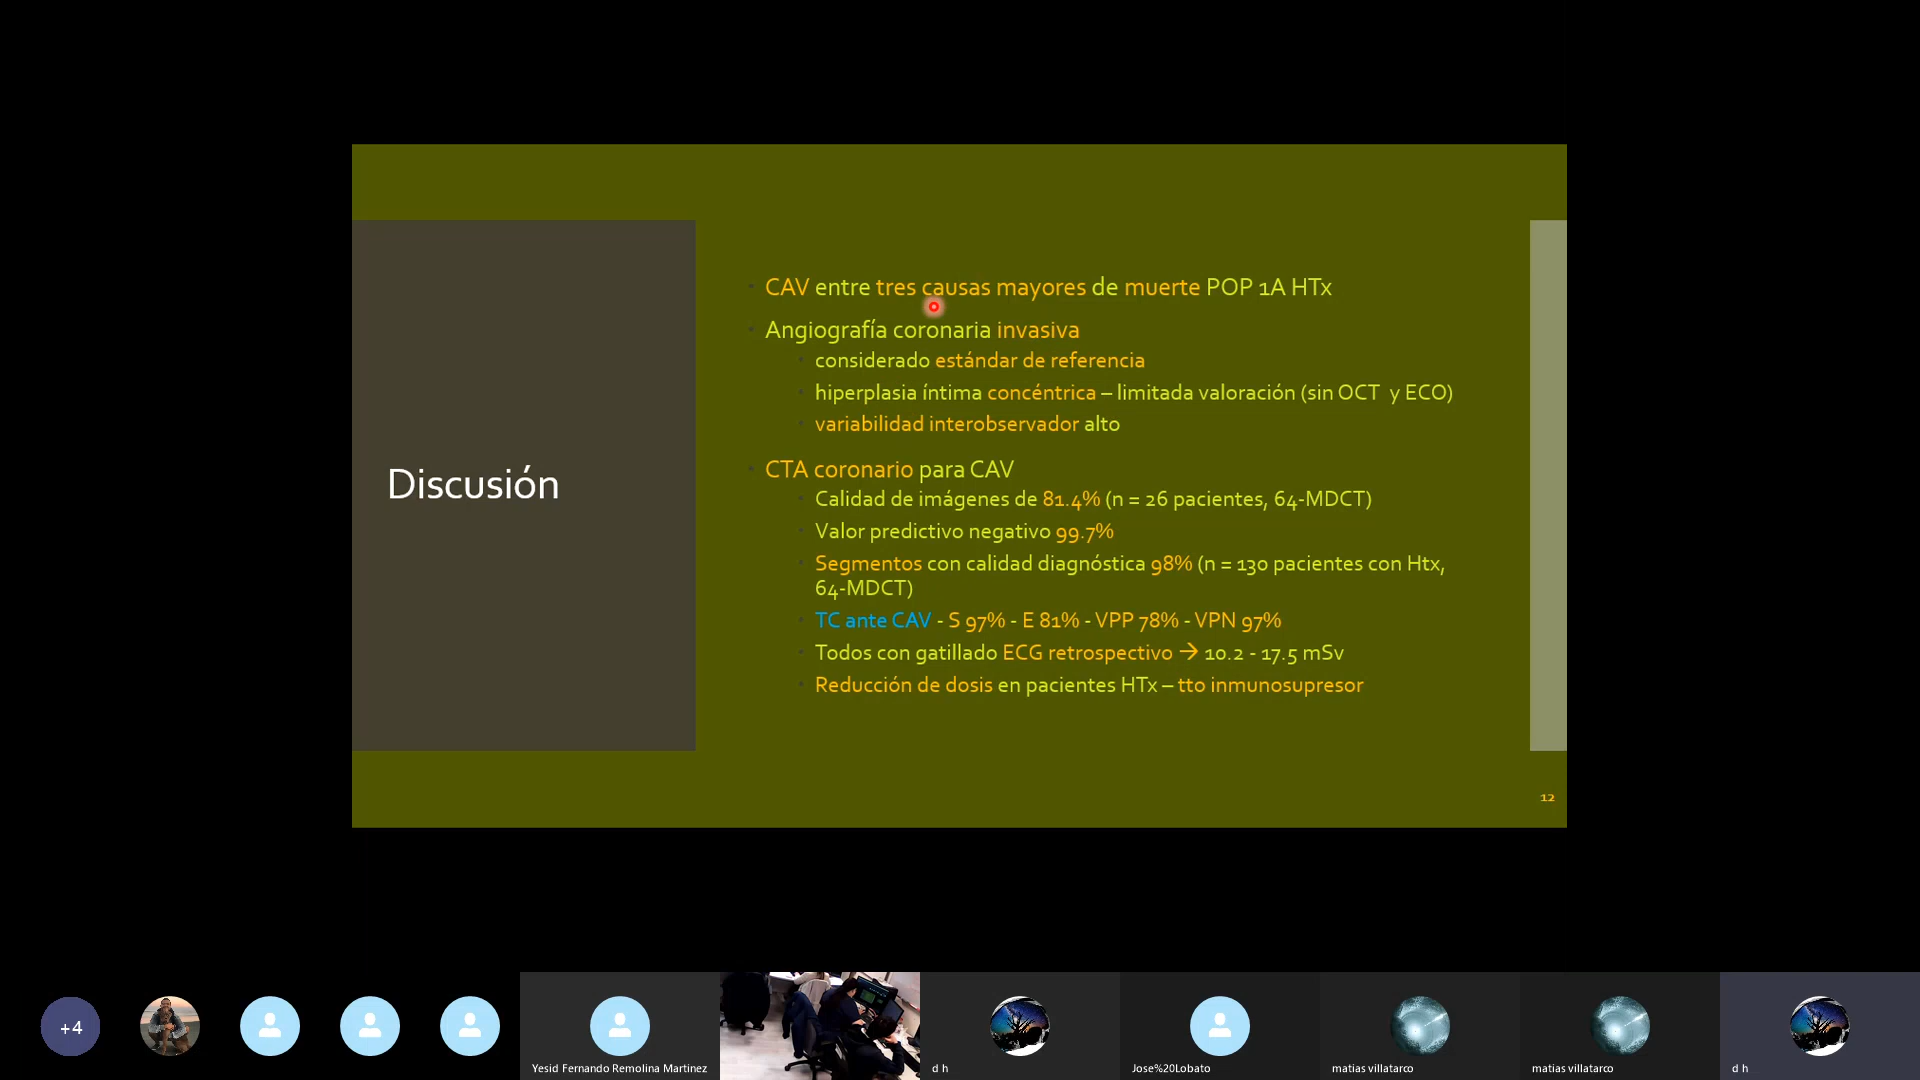 Discusión
CAV entre tres causas mayores de muerte POP 1A HTx
Angiografía coronaria invasiva
considerado estándar de referencia
hiperplasia íntima concéntrica – limitada valoración (sin OCT y ECO)
variabilidad interobservador alto
CTA coronario para CAV
Calidad de imágenes de 81.4% (n = 26 pacientes, 64-MDCT)
Valor predictivo negativo 99.7%
Segmentos con calidad diagnóstica 98% (n = 130 pacientes con Htx,
64-MDCT)
TC ante CAV - S 97% - E 81% - VPP 78% - VPN 97%
Todos con gatillado ECG retrospectivo → 10.2 - 17.5 mSv
Reducción de dosis en pacientes HTx – tto inmunosupresor
12
+4
Yesid Fernando Remolina Martinez
d h
Jose%20Lobato
matias villatarco
matias villatarco
d h